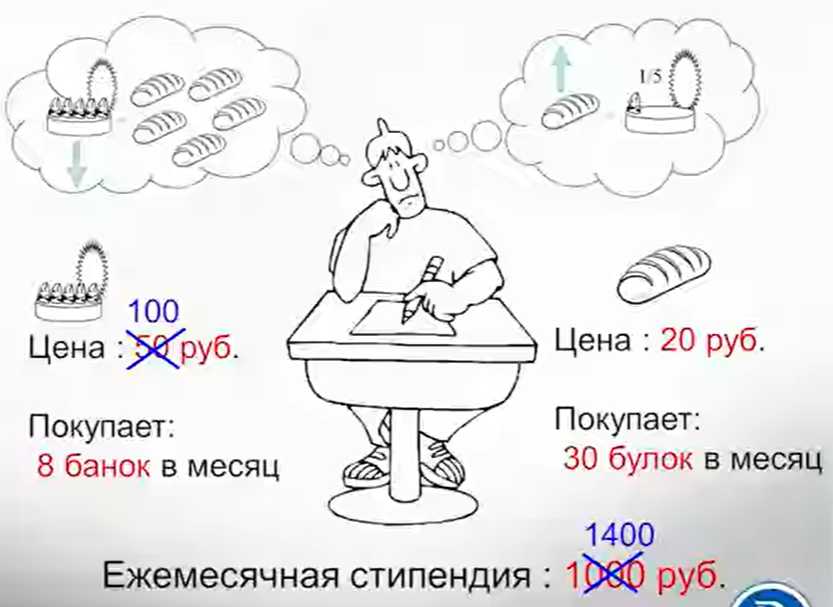 1/5
100
Цена : 50 руб.
Цена : 20 руб.
Покупает:
8 банок в месяц
Покупает:
30 булок в месяц
1400
Ежемесячная стипендия : 1000 руб.